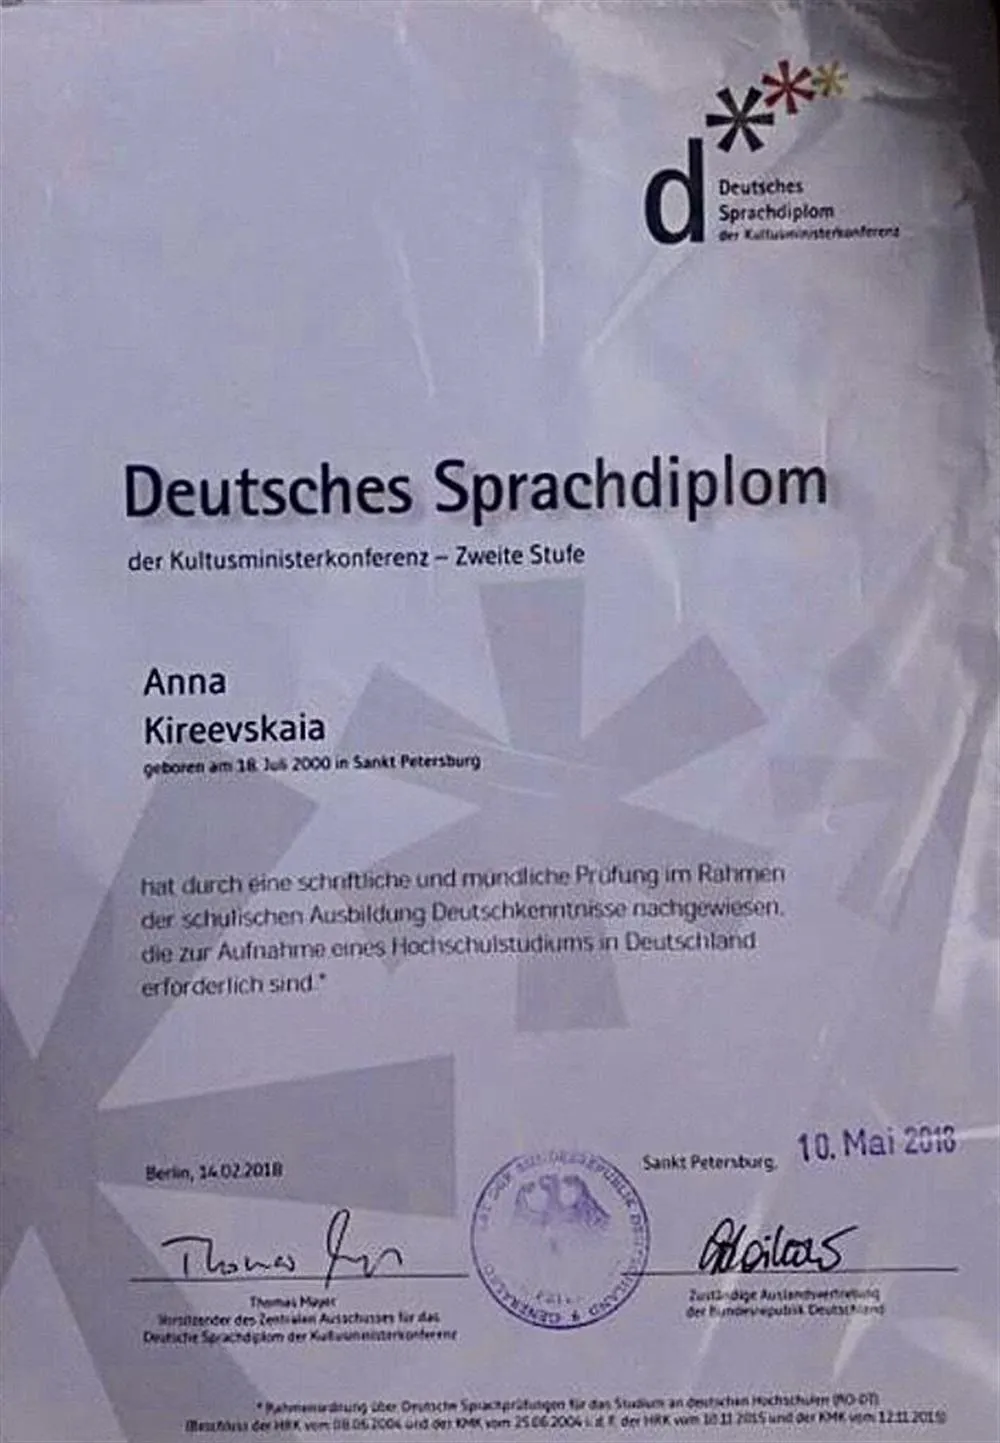 d
Deutsches
Sprachdiplom
der Kultusministerkonferenz
Deutsches Sprachdiplom
der Kultusministerkonferenz – Zweite Stufe
Anna
Kireevskaia
geboren am 18. Juli 2000 in Sankt Petersburg
hat durch eine schriftliche und mündliche Prüfung im Rahmen
der schulischen Ausbildung Deutschkenntnisse nachgewiesen,
die zur Aufnahme eines Hochschulstudiums in Deutschland
erforderlich sind.*
Berlin, 14.02.2018
Sankt Petersburg, 10. Mai 2018
Thomas
GENERAL BUNDESREPUBLIK DEUTSCHLAND
Thomas Mayer
Vorsitzender des Zentralen Ausschusses für das
Deutsche Sprachdiplom der Kultusministerkonferenz
Zuständige Auslandsvertretung
der Bundesrepublik Deutschland
* Rahmenordnung über Deutsche Sprachprüfungen für das Studium an deutschen Hochschulen (RO-DT)
(Beschluss der HRK vom 08.06.2004 und der KMK vom 25.06.2004 i. d. F. der HRK vom 10.11.2015 und der KMK vom 12.11.2015)